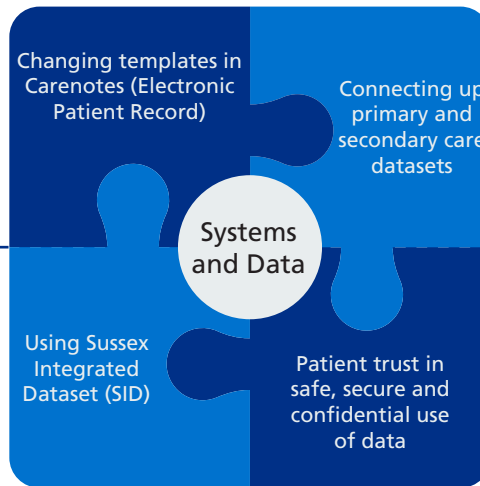 Changing templates in
Carenotes (Electronic
Patient Record)
Connecting up
primary and
secondary care
datasets
Systems
and Data
Using Sussex
Integrated
Dataset (SID)
Patient trust in
safe, secure and
confidential use
of data